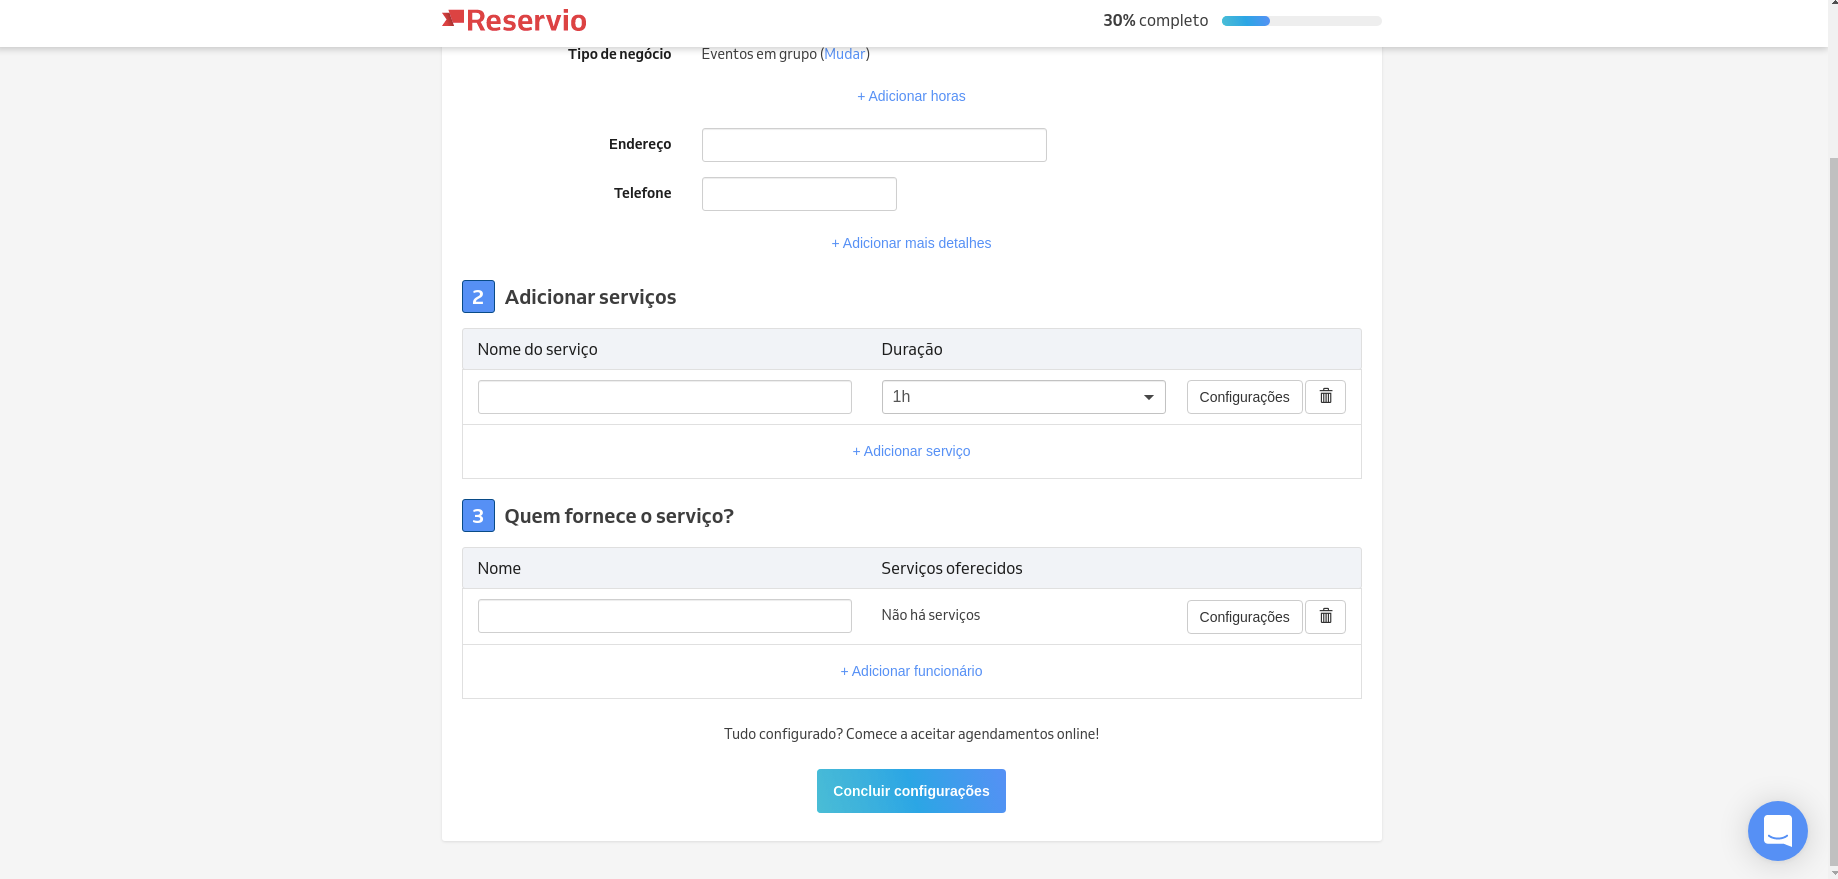 Reservio
30% completo
Tipo de negócio Eventos em grupo (Mudar)
+ Adicionar horas
Endereço
Telefone
+ Adicionar mais detalhes
2 Adicionar serviços
Nome do serviço Duração
1h Configurações
+ Adicionar serviço
3 Quem fornece o serviço?
Nome Serviços oferecidos
Não há serviços Configurações
+ Adicionar funcionário
Tudo configurado? Comece a aceitar agendamentos online!
Concluir configurações